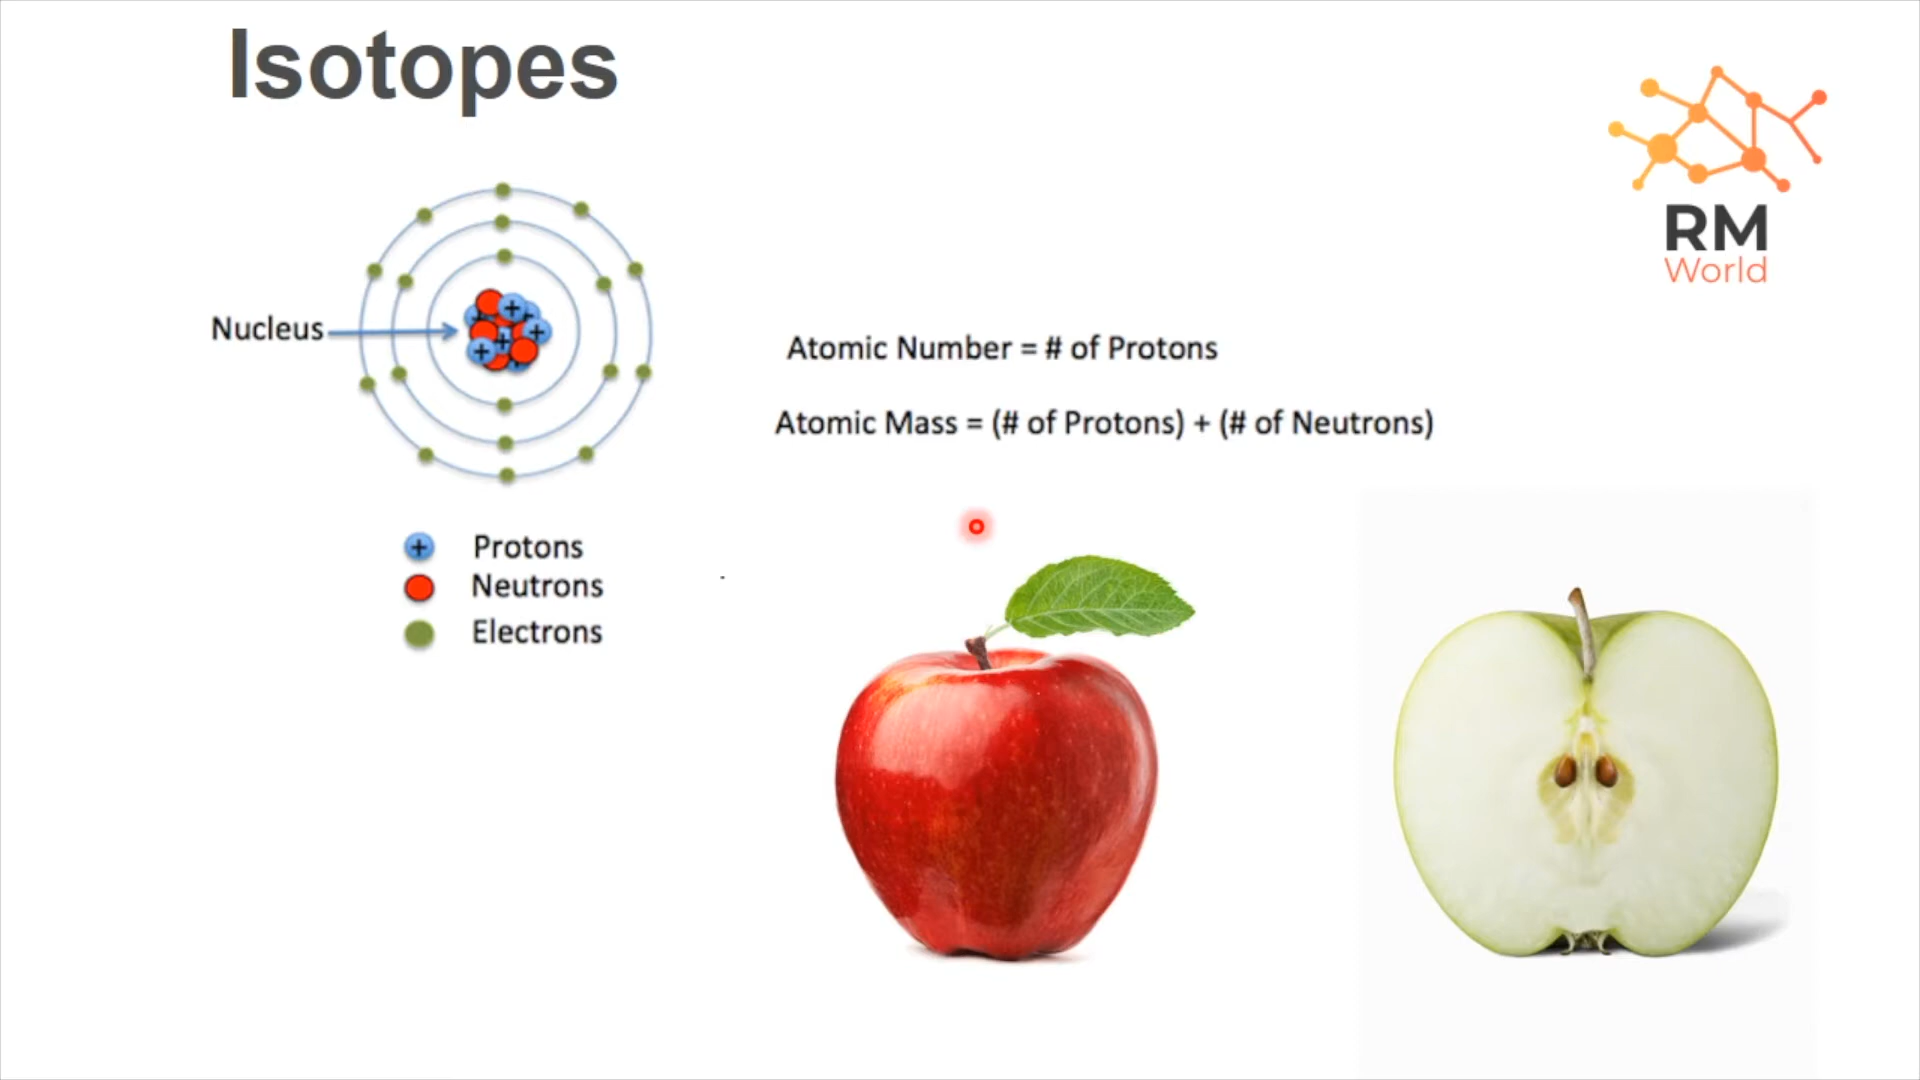 Isotopes
RM
World
Nucleus
Atomic Number = # of Protons
Atomic Mass = (# of Protons) + (# of Neutrons)
+ Protons
Neutrons
Electrons